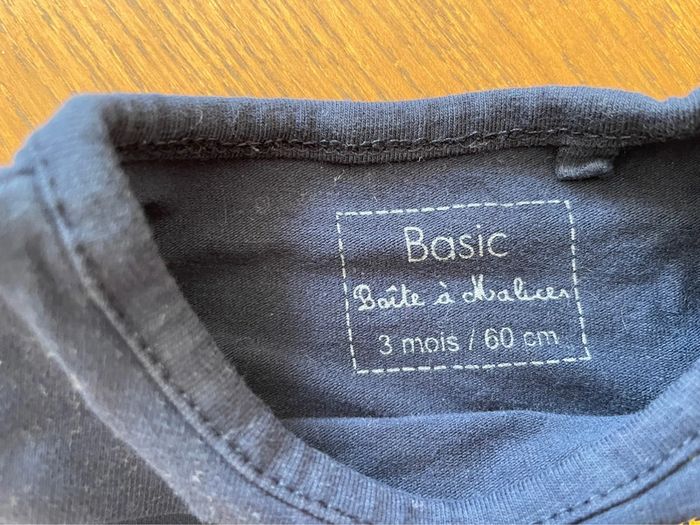 Basic
Boîte à Malices
3 mois / 60 cm